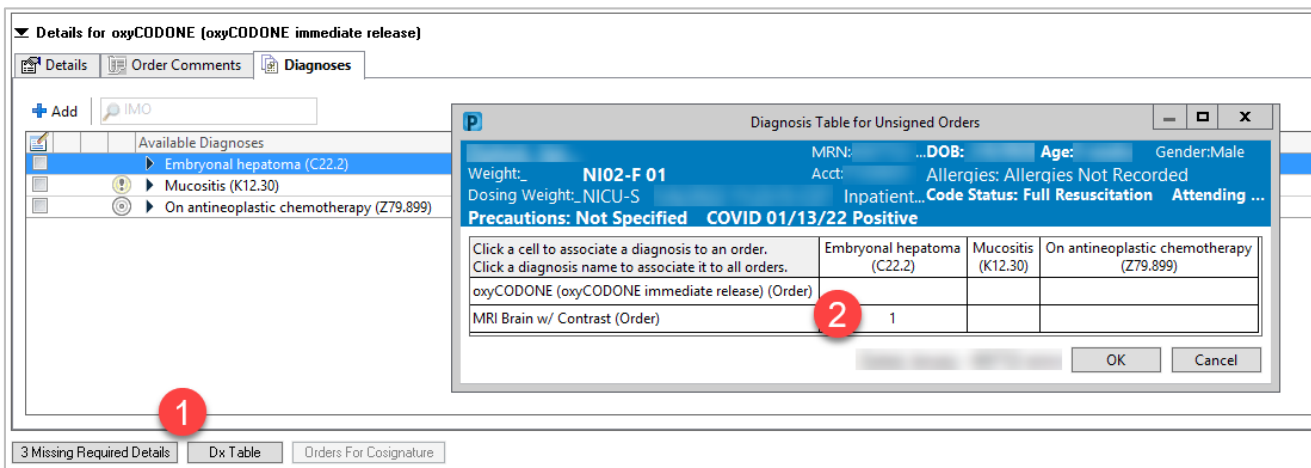 Details for oxyCODONE (oxyCODONE immediate release)
Details Order Comments Diagnoses
Add IMO
Available Diagnoses
Embryonal hepatoma (C22.2)
Mucositis (K12.30)
On antineoplastic chemotherapy (Z79.899)
1
3 Missing Required Details Dx Table Orders For Cosignature
P Diagnosis Table for Unsigned Orders X
MRN: ...DOB: Age: Gender:Male
Weight:_ NI02-F 01 Acct: Allergies: Allergies Not Recorded
Dosing Weight:_NICU-S Inpatient...Code Status: Full Resuscitation Attending ...
Precautions: Not Specified COVID 01/13/22 Positive
Click a cell to associate a diagnosis to an order.
Click a diagnosis name to associate it to all orders.
Embryonal hepatoma (C22.2)
Mucositis (K12.30)
On antineoplastic chemotherapy (Z79.899)
oxyCODONE (oxyCODONE immediate release) (Order)
MRI Brain w/ Contrast (Order) 2 1
OK Cancel